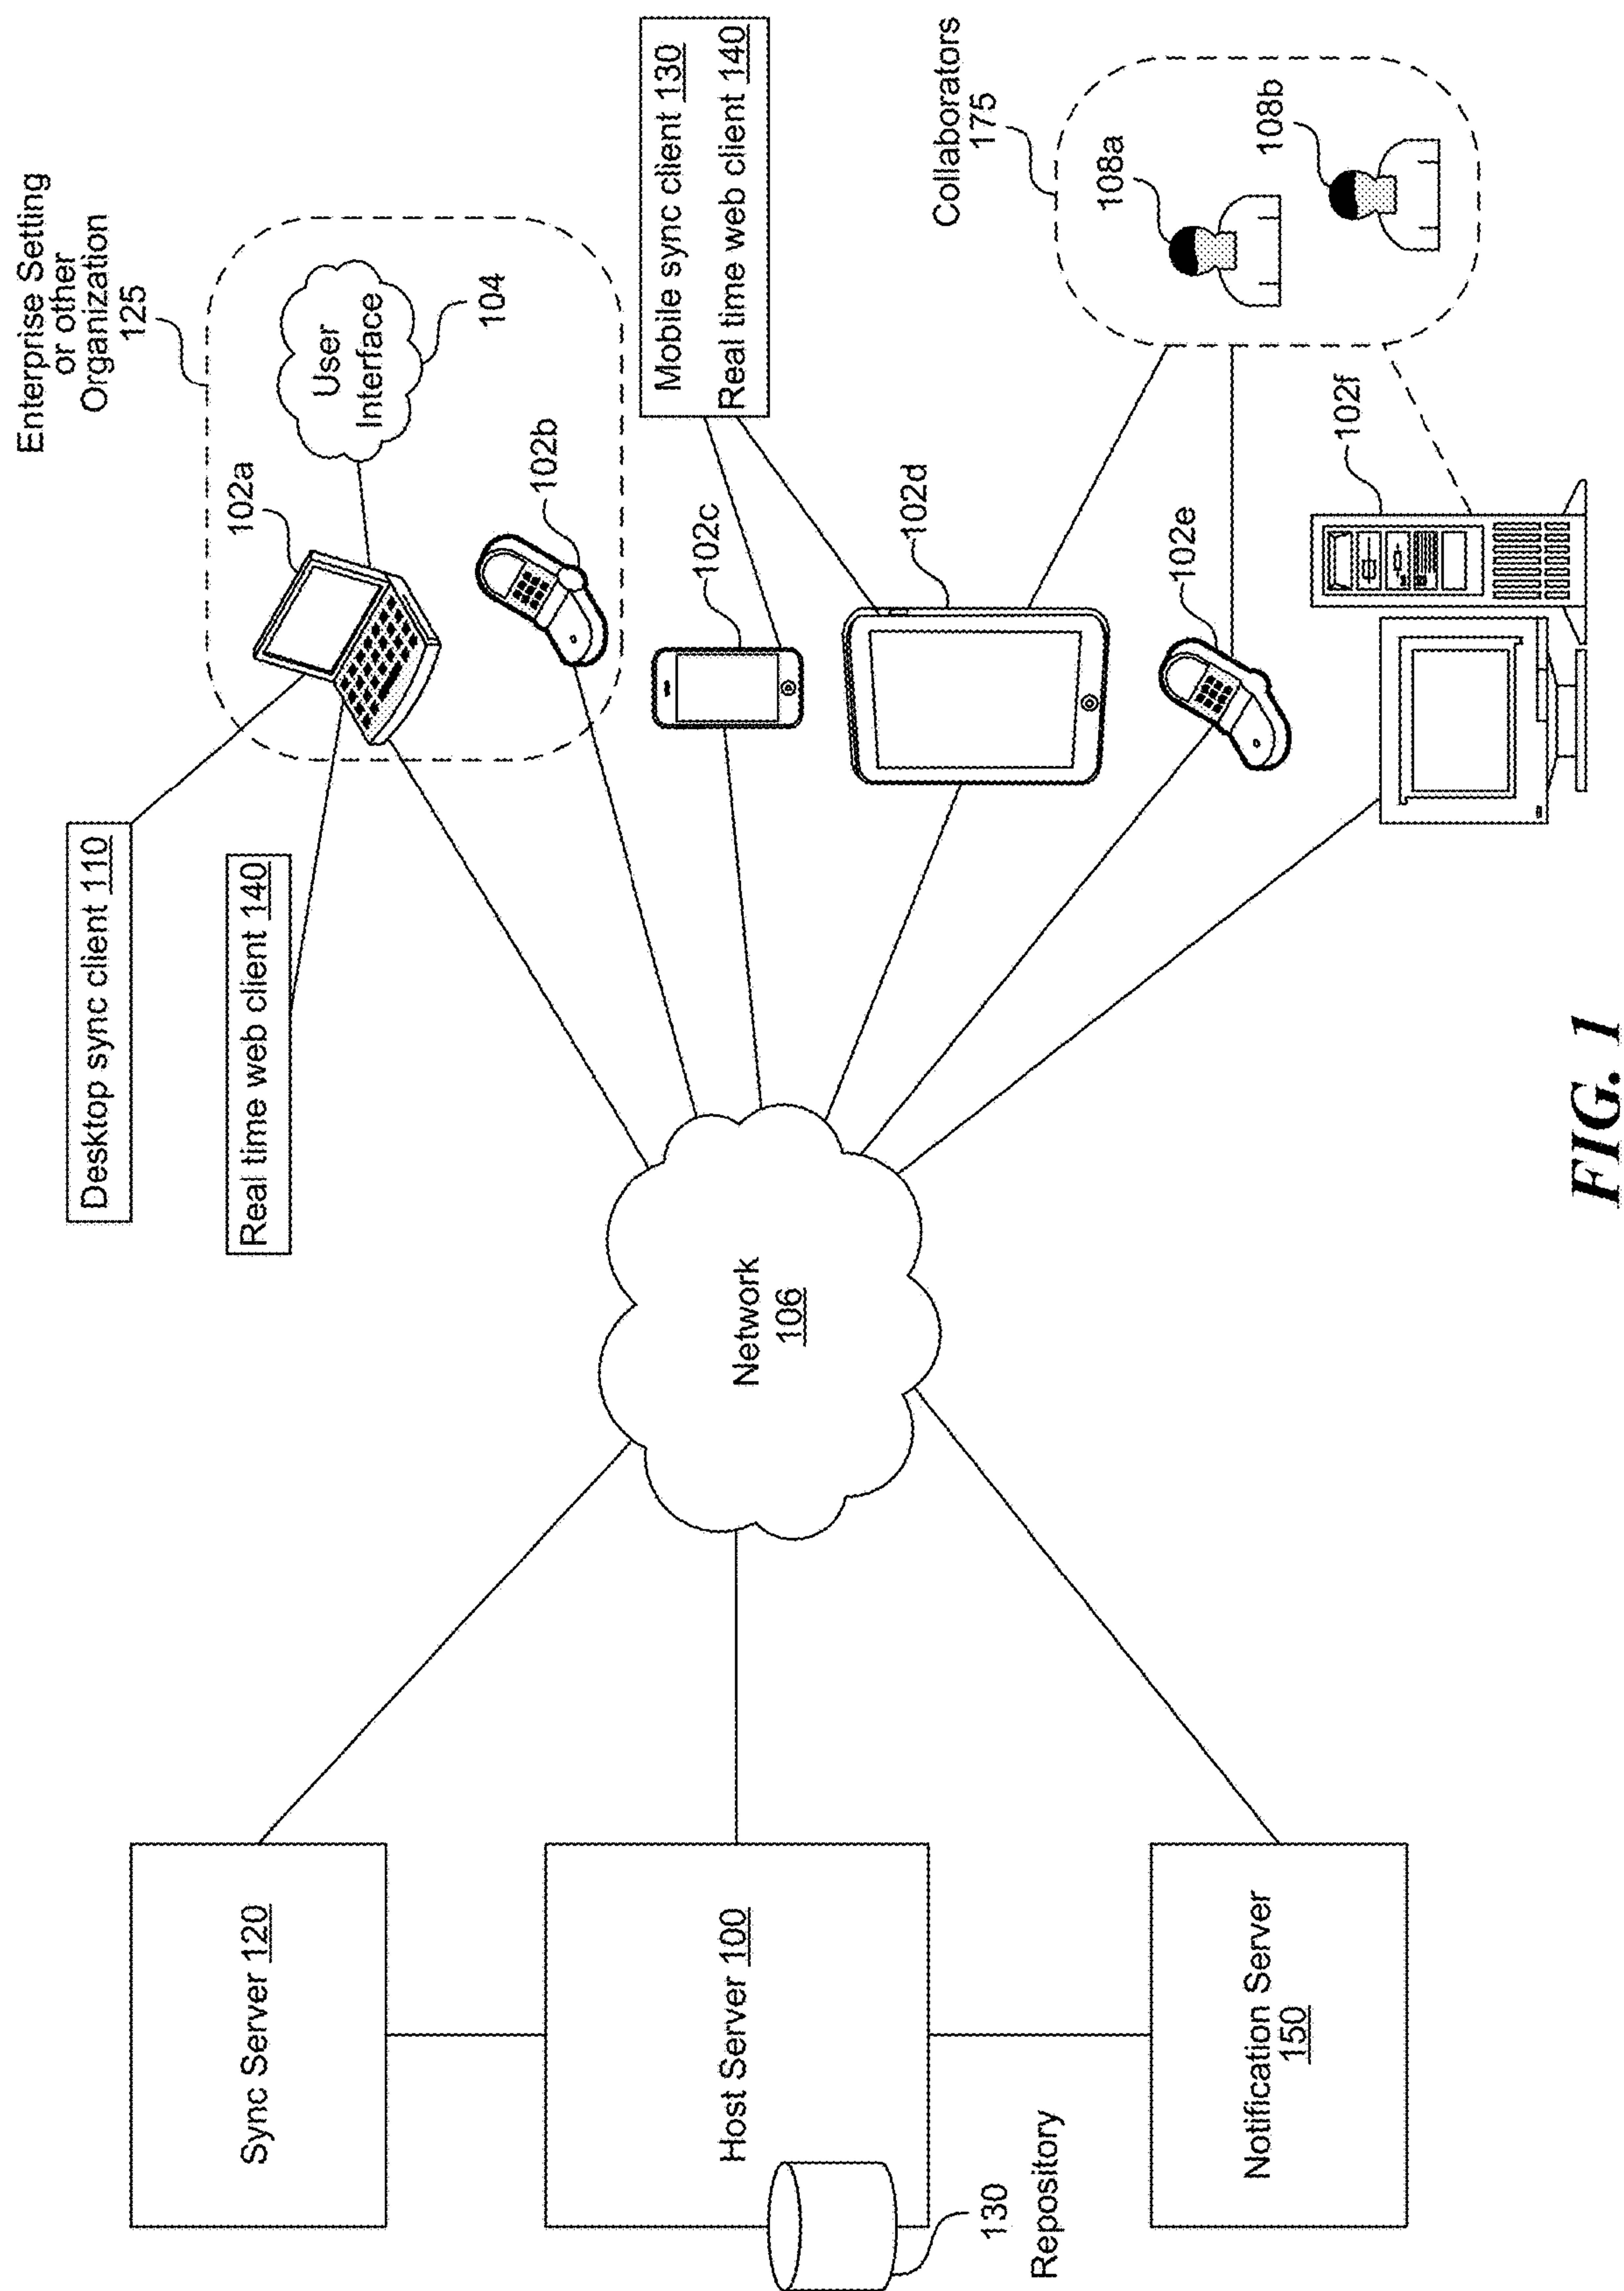 Enterprise Setting
or other
Organization
125
Desktop sync client 110
Real time web client 140
102a
User
Interface
104
102b
Sync Server 120
Host Server 100
130
Repository
Notification Server
150
Network
106
Mobile sync client 130
Real time web client 140
102c
102d
102e
102f
Collaborators
175
108a
108b
FIG. 1